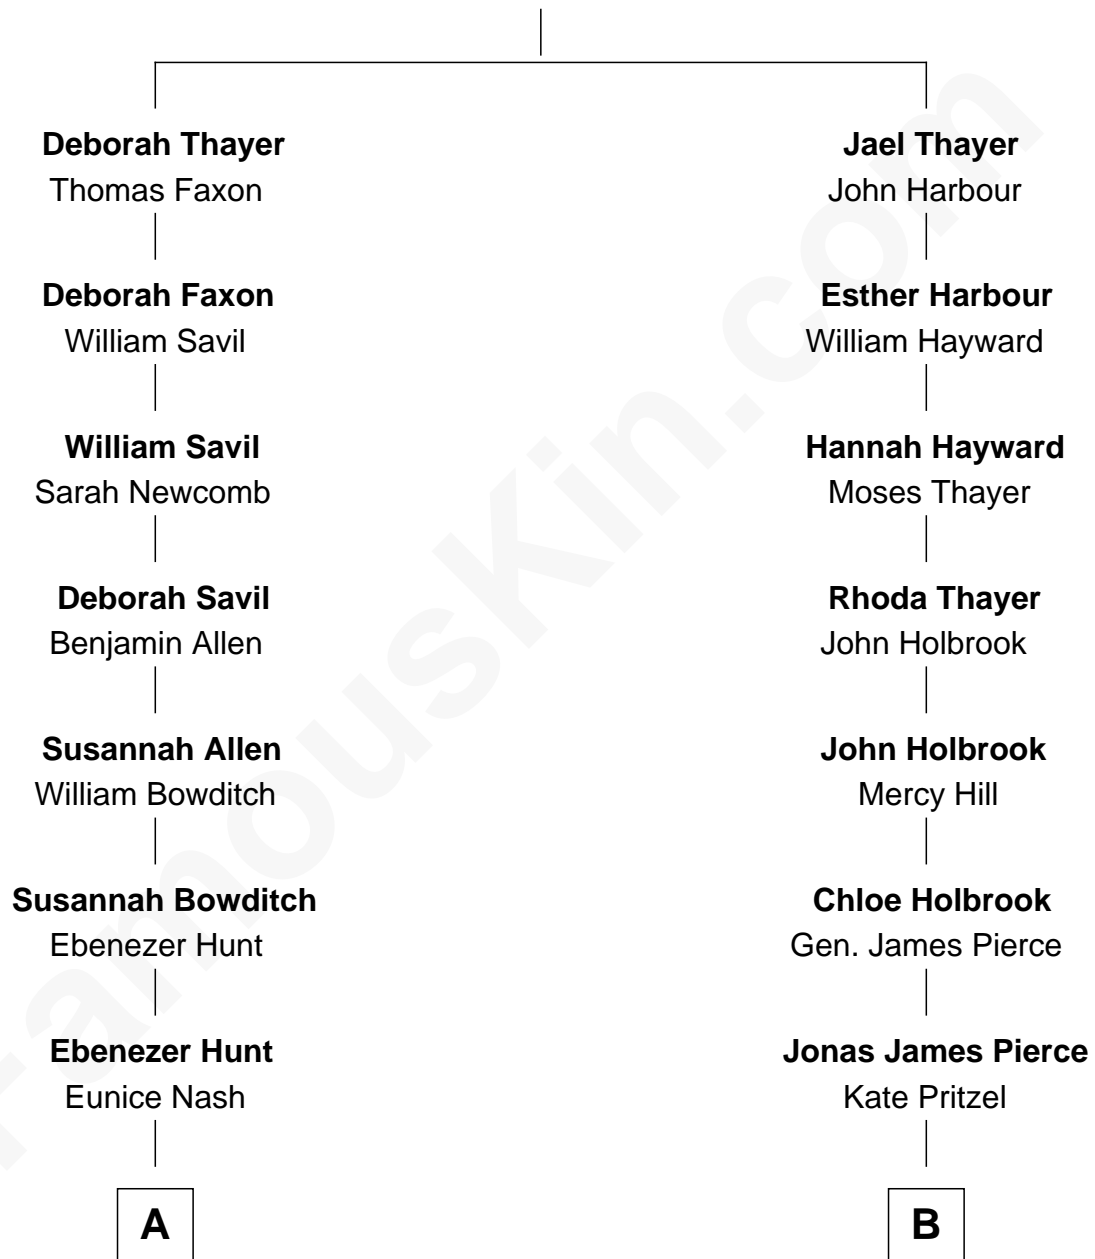 Deborah Thayer
Thomas Faxon
Deborah Faxon
William Savil
William Savil
Sarah Newcomb
Deborah Savil
Benjamin Allen
Susannah Allen
William Bowditch
Susannah Bowditch
Ebenezer Hunt
Ebenezer Hunt
Eunice Nash
A
Jael Thayer
John Harbour
Esther Harbour
William Hayward
Hannah Hayward
Moses Thayer
Rhoda Thayer
John Holbrook
John Holbrook
Mercy Hill
Chloe Holbrook
Gen. James Pierce
Jonas James Pierce
Kate Pritzel
B
FamousKin.com